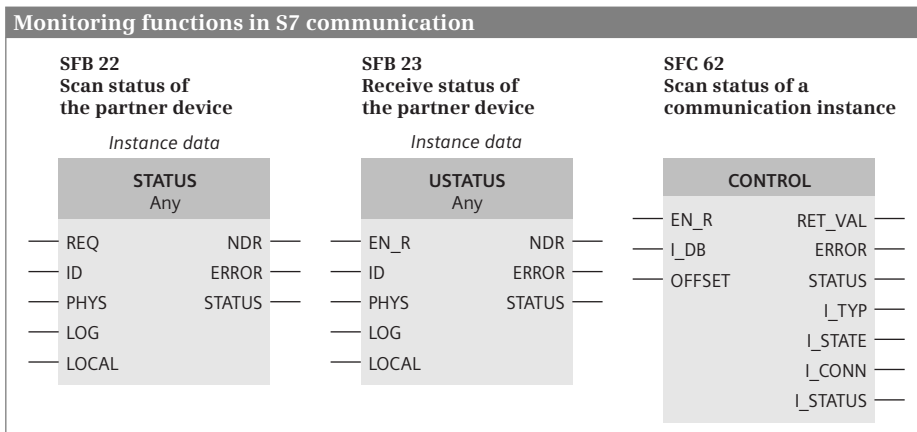 Monitoring functions in S7 communication
SFB 22
Scan status of
the partner device
Instance data
STATUS
Any
REQ NDR
ID ERROR
PHYS STATUS
LOG
LOCAL
SFB 23
Receive status of
the partner device
Instance data
USTATUS
Any
EN_R NDR
ID ERROR
PHYS STATUS
LOG
LOCAL
SFC 62
Scan status of a
communication instance
CONTROL
EN_R RET_VAL
I_DB ERROR
OFFSET STATUS
I_TYP
I_STATE
I_CONN
I_STATUS